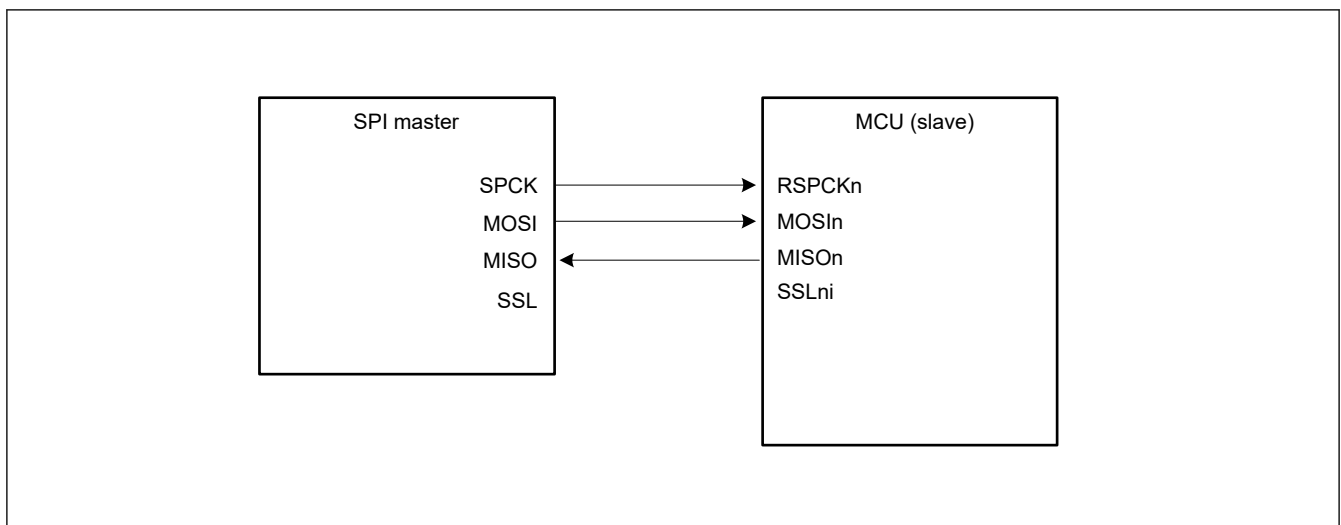 SPI master
SPCK
MOSI
MISO
SSL
MCU (slave)
RSPCKn
MOSIn
MISOn
SSLni